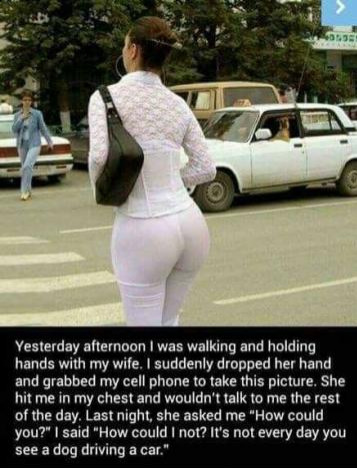 Yesterday afternoon I was walking and holding
hands with my wife. I suddenly dropped her hand
and grabbed my cell phone to take this picture. She
hit me in my chest and wouldn't talk to me the rest
of the day. Last night, she asked me "How could
you?" I said "How could I not? It's not every day you
see a dog driving a car."